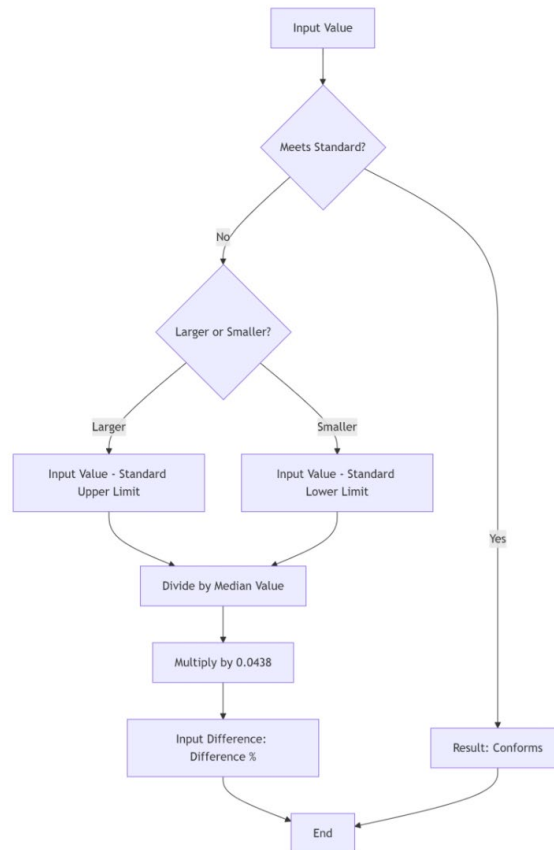 Input Value
Meets Standard?
No
Larger or Smaller?
Larger
Smaller
Input Value - Standard
Upper Limit
Input Value - Standard
Lower Limit
Yes
Divide by Median Value
Multiply by 0.0438
Input Difference:
Difference %
Result: Conforms
End